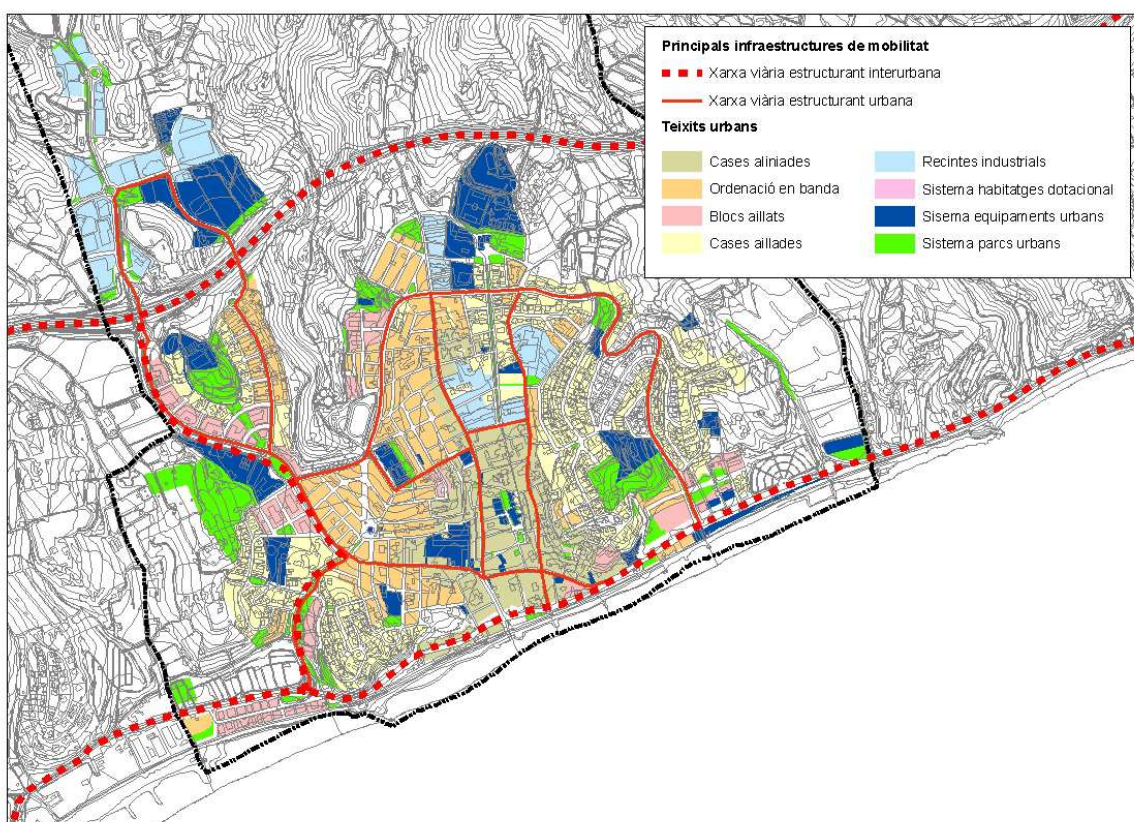 Principals infraestructures de mobilitat
Xarxa viària estructurant interurbana
Xarxa viària estructurant urbana
Teixits urbans
Cases aliniades
Ordenació en banda
Blocs aillats
Cases aillades
Recintes industrials
Sistema habitatges dotacional
Sisema equipaments urbans
Sistema parcs urbans